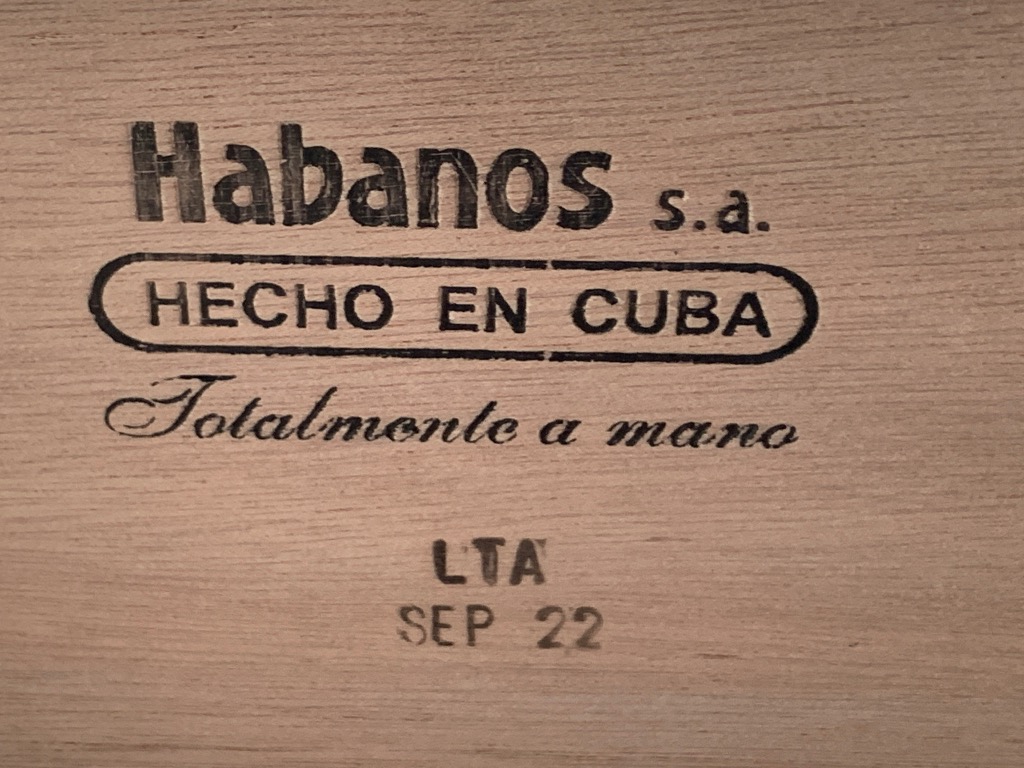 Habanos s.a.
HECHO EN CUBA
Totalmente a mano
LTA
SEP 22